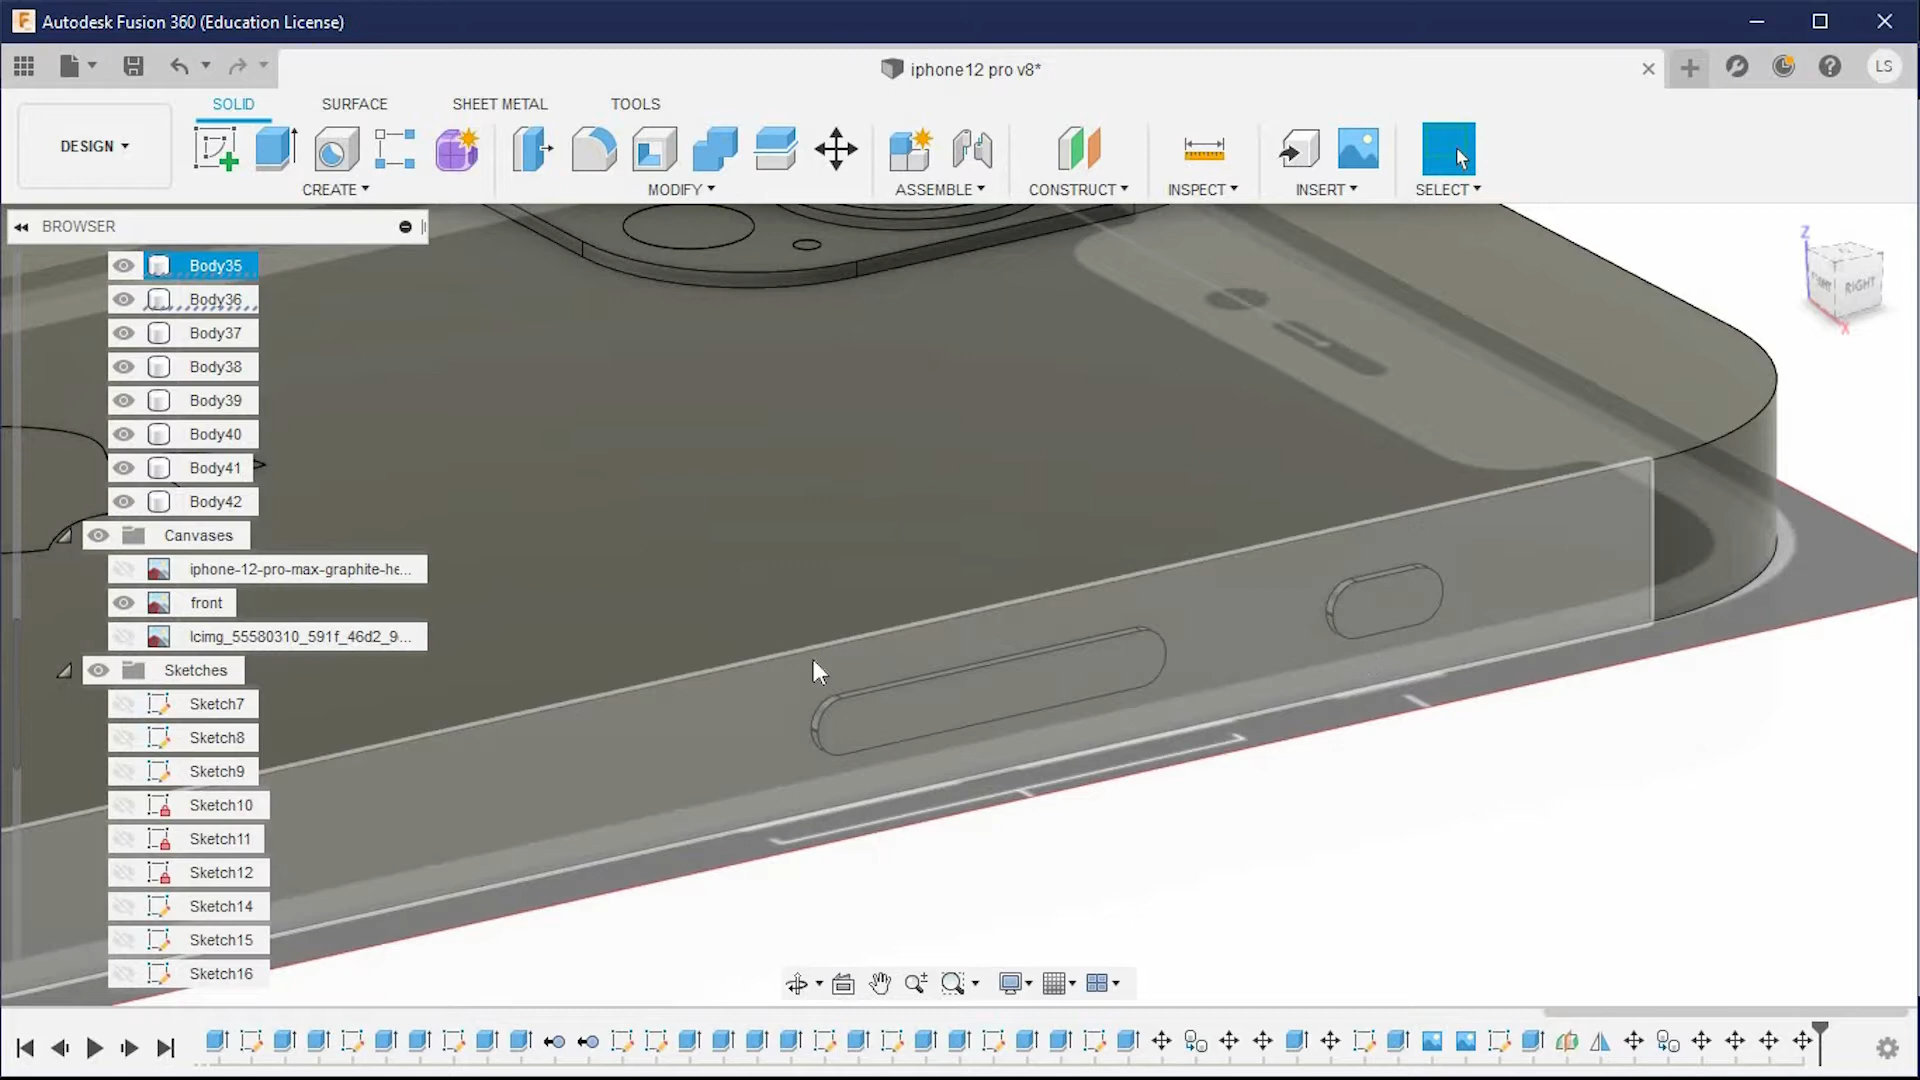 Autodesk Fusion 360 (Education License)
iphone12 pro v8*
LS
SOLID SURFACE SHEET METAL TOOLS
DESIGN
CREATE MODIFY ASSEMBLE CONSTRUCT INSPECT INSERT SELECT
BROWSER
Body35
Body36
Body37
Body38
Body39
Body40
Body41
Body42
Canvases
iphone-12-pro-max-graphite-he...
front
lcimg_55580310_591f_46d2_9...
Sketches
Sketch7
Sketch8
Sketch9
Sketch10
Sketch11
Sketch12
Sketch14
Sketch15
Sketch16
Z
RIGHT
X